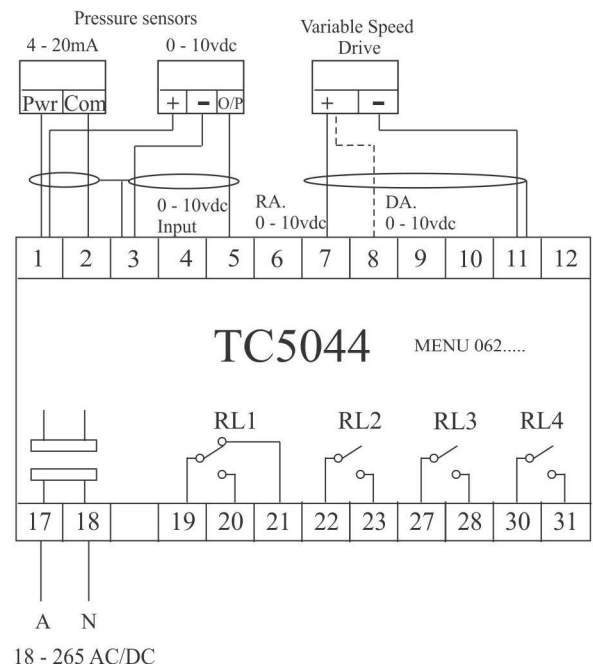 Pressure sensors
4 - 20mA
0 - 10vdc
Variable Speed
Drive
Pwr Com
+ - O/P
+ -
0 - 10vdc
Input
RA.
0 - 10vdc
DA.
0 - 10vdc
1 2 3 4 5 6 7 8 9 10 11 12
TC5044
MENU 062.....
RL1 RL2 RL3 RL4
17 18 19 20 21 22 23 27 28 30 31
A N
18 - 265 AC/DC